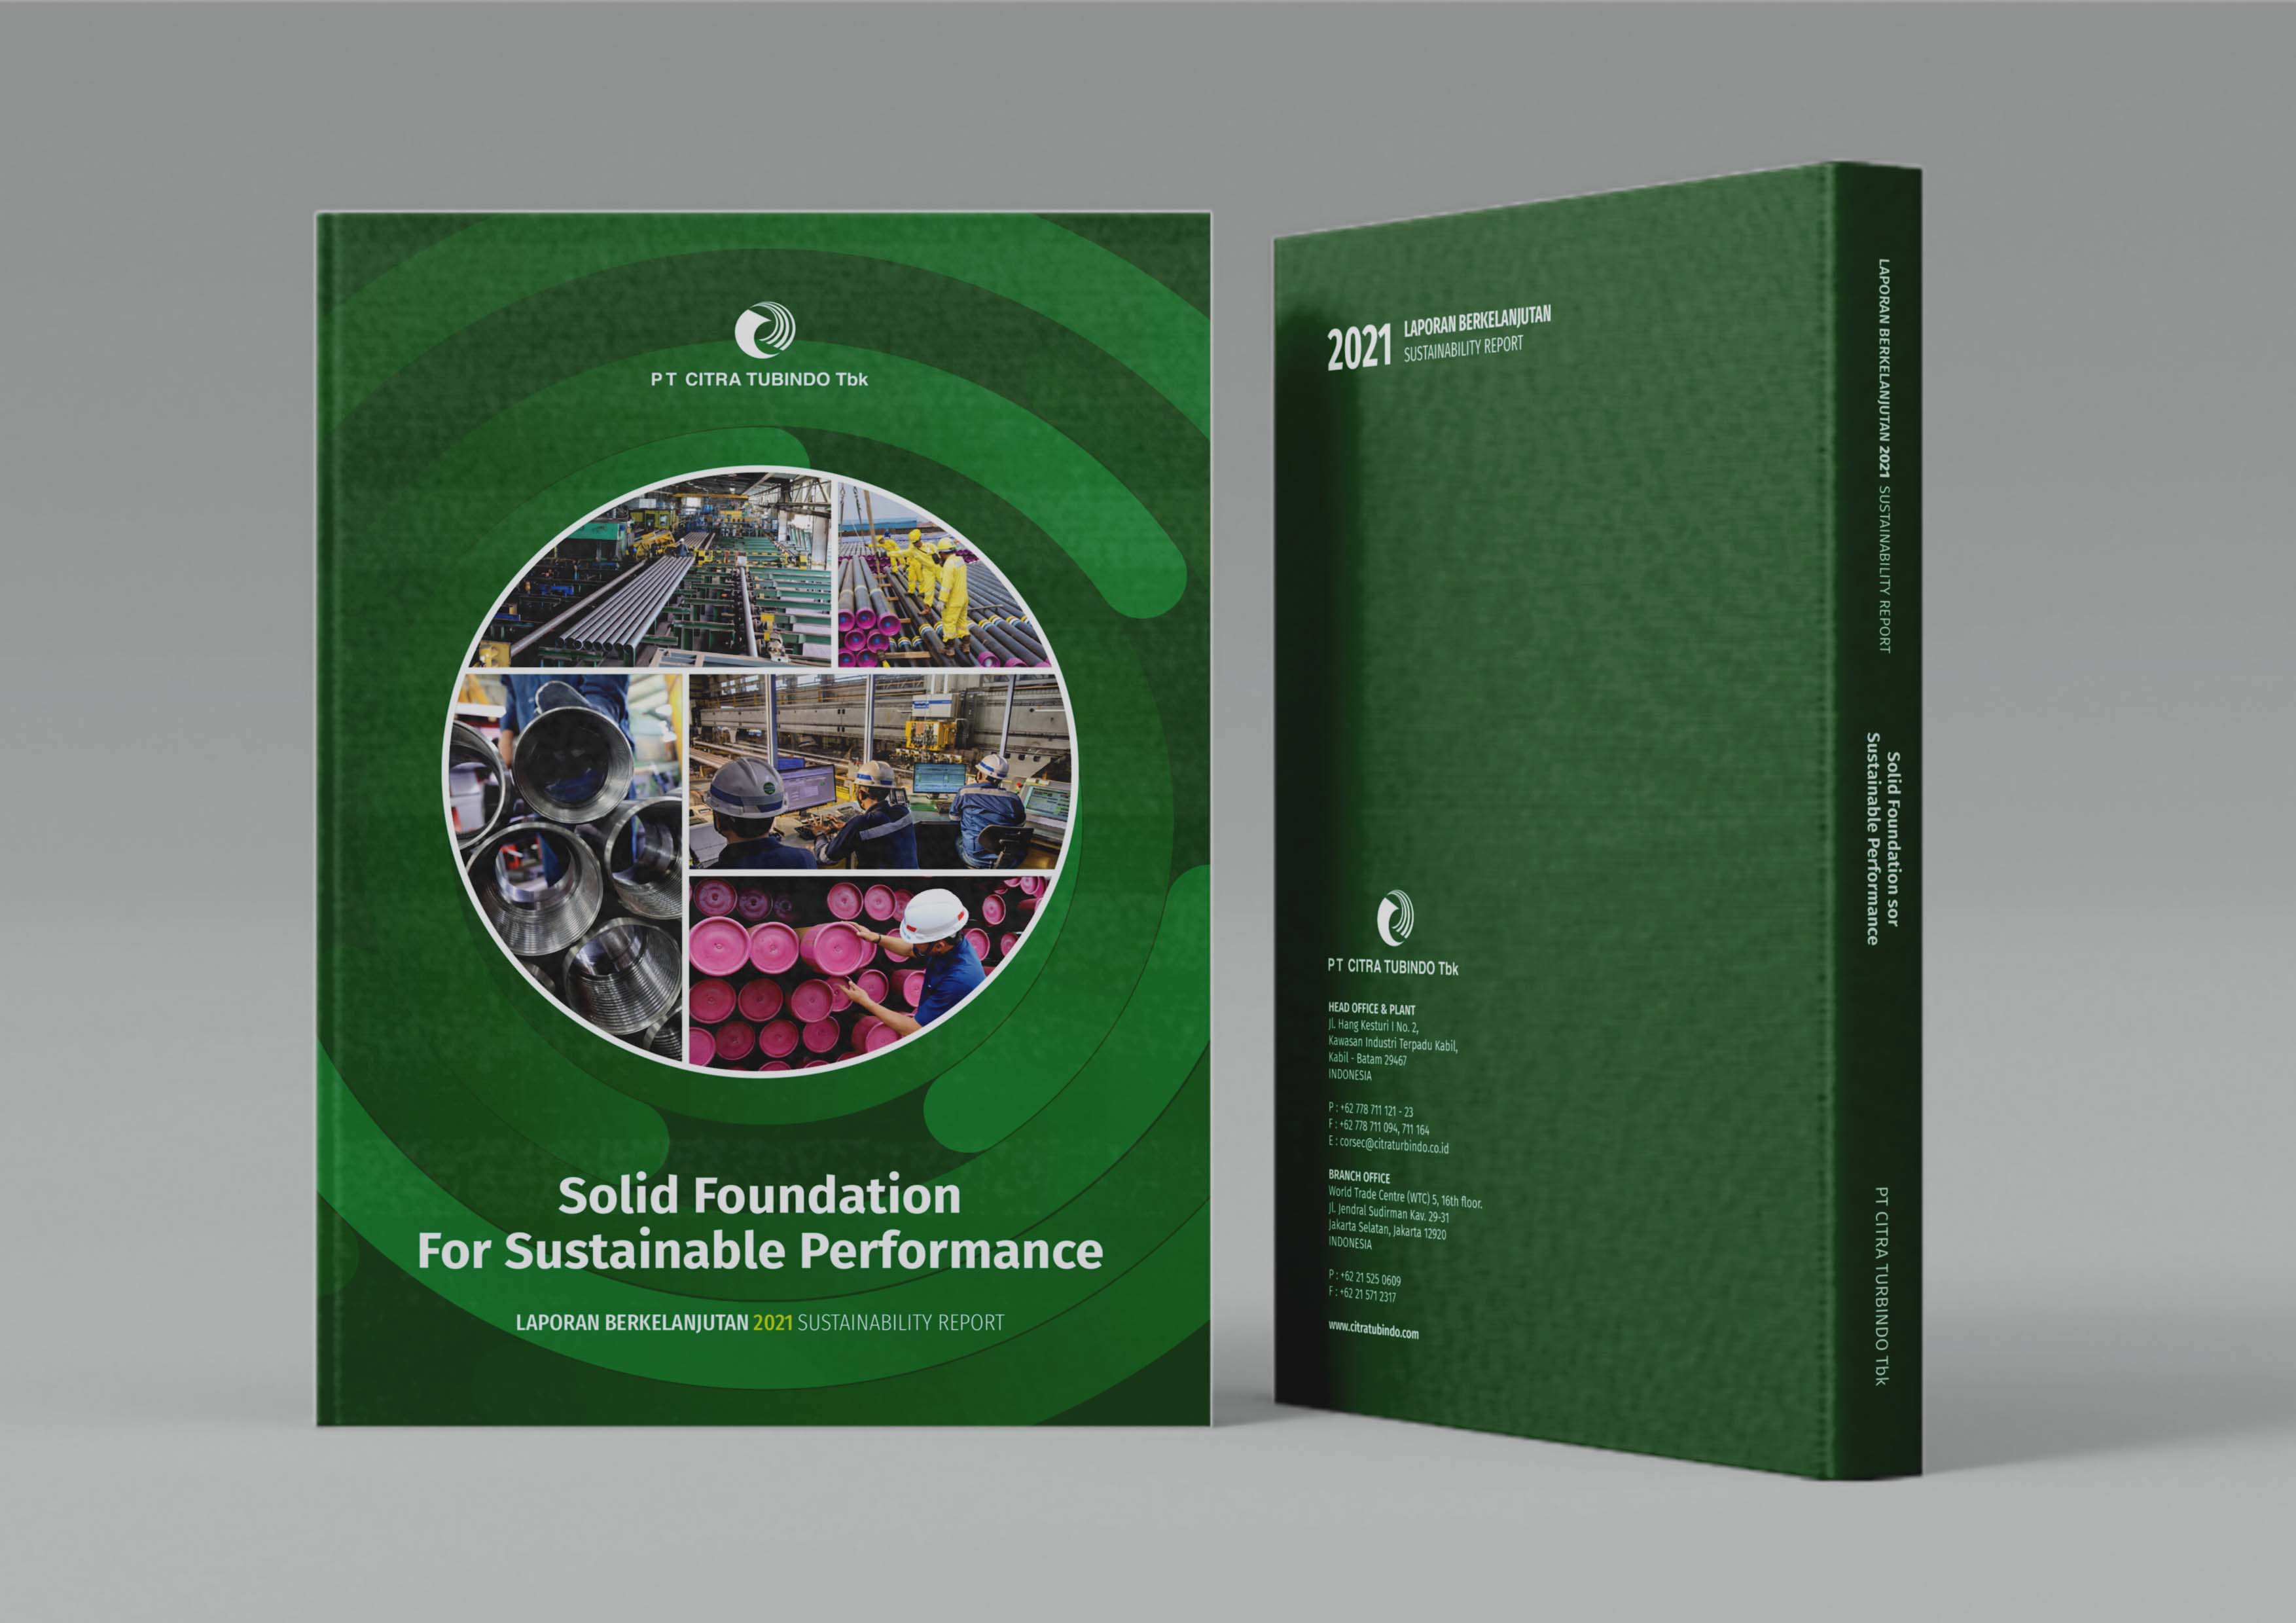 PT CITRA TUBINDO Tbk
Solid Foundation
For Sustainable Performance
LAPORAN BERKELANJUTAN 2021 SUSTAINABILITY REPORT
2021 LAPORAN BERKELANJUTAN
SUSTAINABILITY REPORT
PT CITRA TUBINDO Tbk
HEAD OFFICE & PLANT
Jl. Hang Kesturi I No. 2,
Kawasan Industri Terpadu Kabil,
Kabil - Batam 29467
INDONESIA
P : +62 778 711 121 - 23
F : +62 778 711 094, 711 164
E : corsec@citraturbindo.co.id
BRANCH OFFICE
World Trade Centre (WTC) 5, 16th floor.
Jl. Jendral Sudirman Kav. 29-31
Jakarta Selatan, Jakarta 12920
INDONESIA
P : +62 21 525 0609
F : +62 21 571 2317
www.citratubindo.com
LAPORAN BERKELANJUTAN 2021 SUSTAINABILITY REPORT
Solid Foundation sor
Sustainable Performance
PT CITRA TURBINDO Tbk